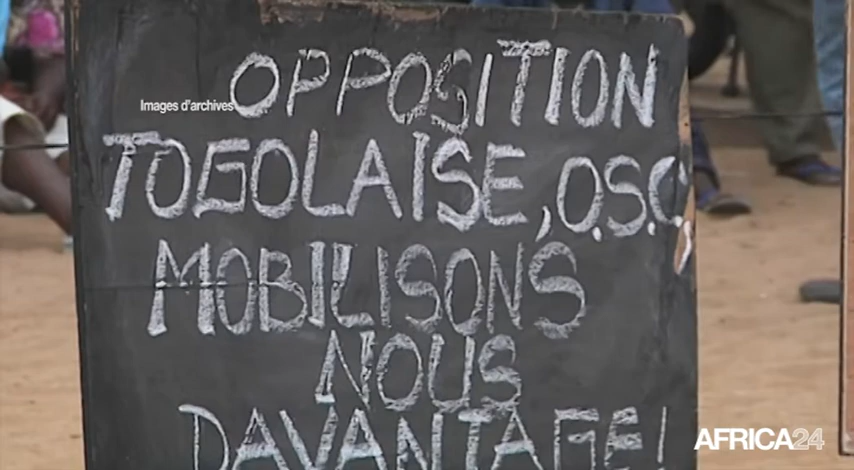 Images d'archives
OPPOSITION
TOGOLAISE, O.S.C
MOBILISONS
NOUS
DAVANTAGE!
AFRICA24